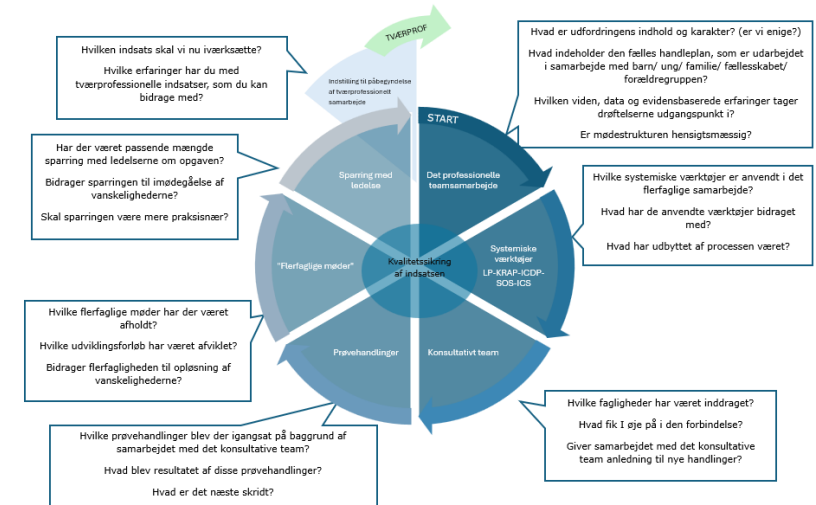 TVÆRPROF
Hvilken indsats skal vi nu iværksætte?
Hvilke erfaringer har du med
tværprofessionelle indsatser, som du kan
bidrage med?
Indstilling til påbegyndelse
af tværprofessionelt
samarbejde
Hvad er udfordringens indhold og karakter? (er vi enige?)
Hvad indeholder den fælles handleplan, som er udarbejdet
i samarbejde med barn/ ung/ familie/ fællesskabet/
forældregruppen?
Hvilken viden, data og evidensbaserede erfaringer tager
drøftelserne udgangspunkt i?
Er mødestrukturen hensigtsmæssig?
START
Har der været passende mængde
sparring med ledelserne om opgaven?
Bidrager sparringen til imødegåelse af
vanskelighederne?
Skal sparringen være mere praksisnær?
Sparring med
ledelse
Det professionelle
teamsamarbejde
Hvilke systemiske værktøjer er anvendt i det
flerfaglige samarbejde?
Hvad har de anvendte værktøjer bidraget
med?
Hvad har udbyttet af processen været?
"Flerfaglige møder"
Kvalitetssikring
af indsatsen
Systemiske
værktøjer
LP-KRAP-ICDP-
SOS-ICS
Hvilke flerfaglige møder har der været
afholdt?
Hvilke udviklingsforløb har været afviklet?
Bidrager flerfagligheden til opløsning af
vanskelighederne?
Prøvehandlinger
Konsultativt team
Hvilke fagligheder har været inddraget?
Hvad fik I øje på i den forbindelse?
Giver samarbejdet med det konsultative
team anledning til nye handlinger?
Hvilke prøvehandlinger blev der igangsat på baggrund af
samarbejdet med det konsultative team?
Hvad blev resultatet af disse prøvehandlinger?
Hvad er det næste skridt?